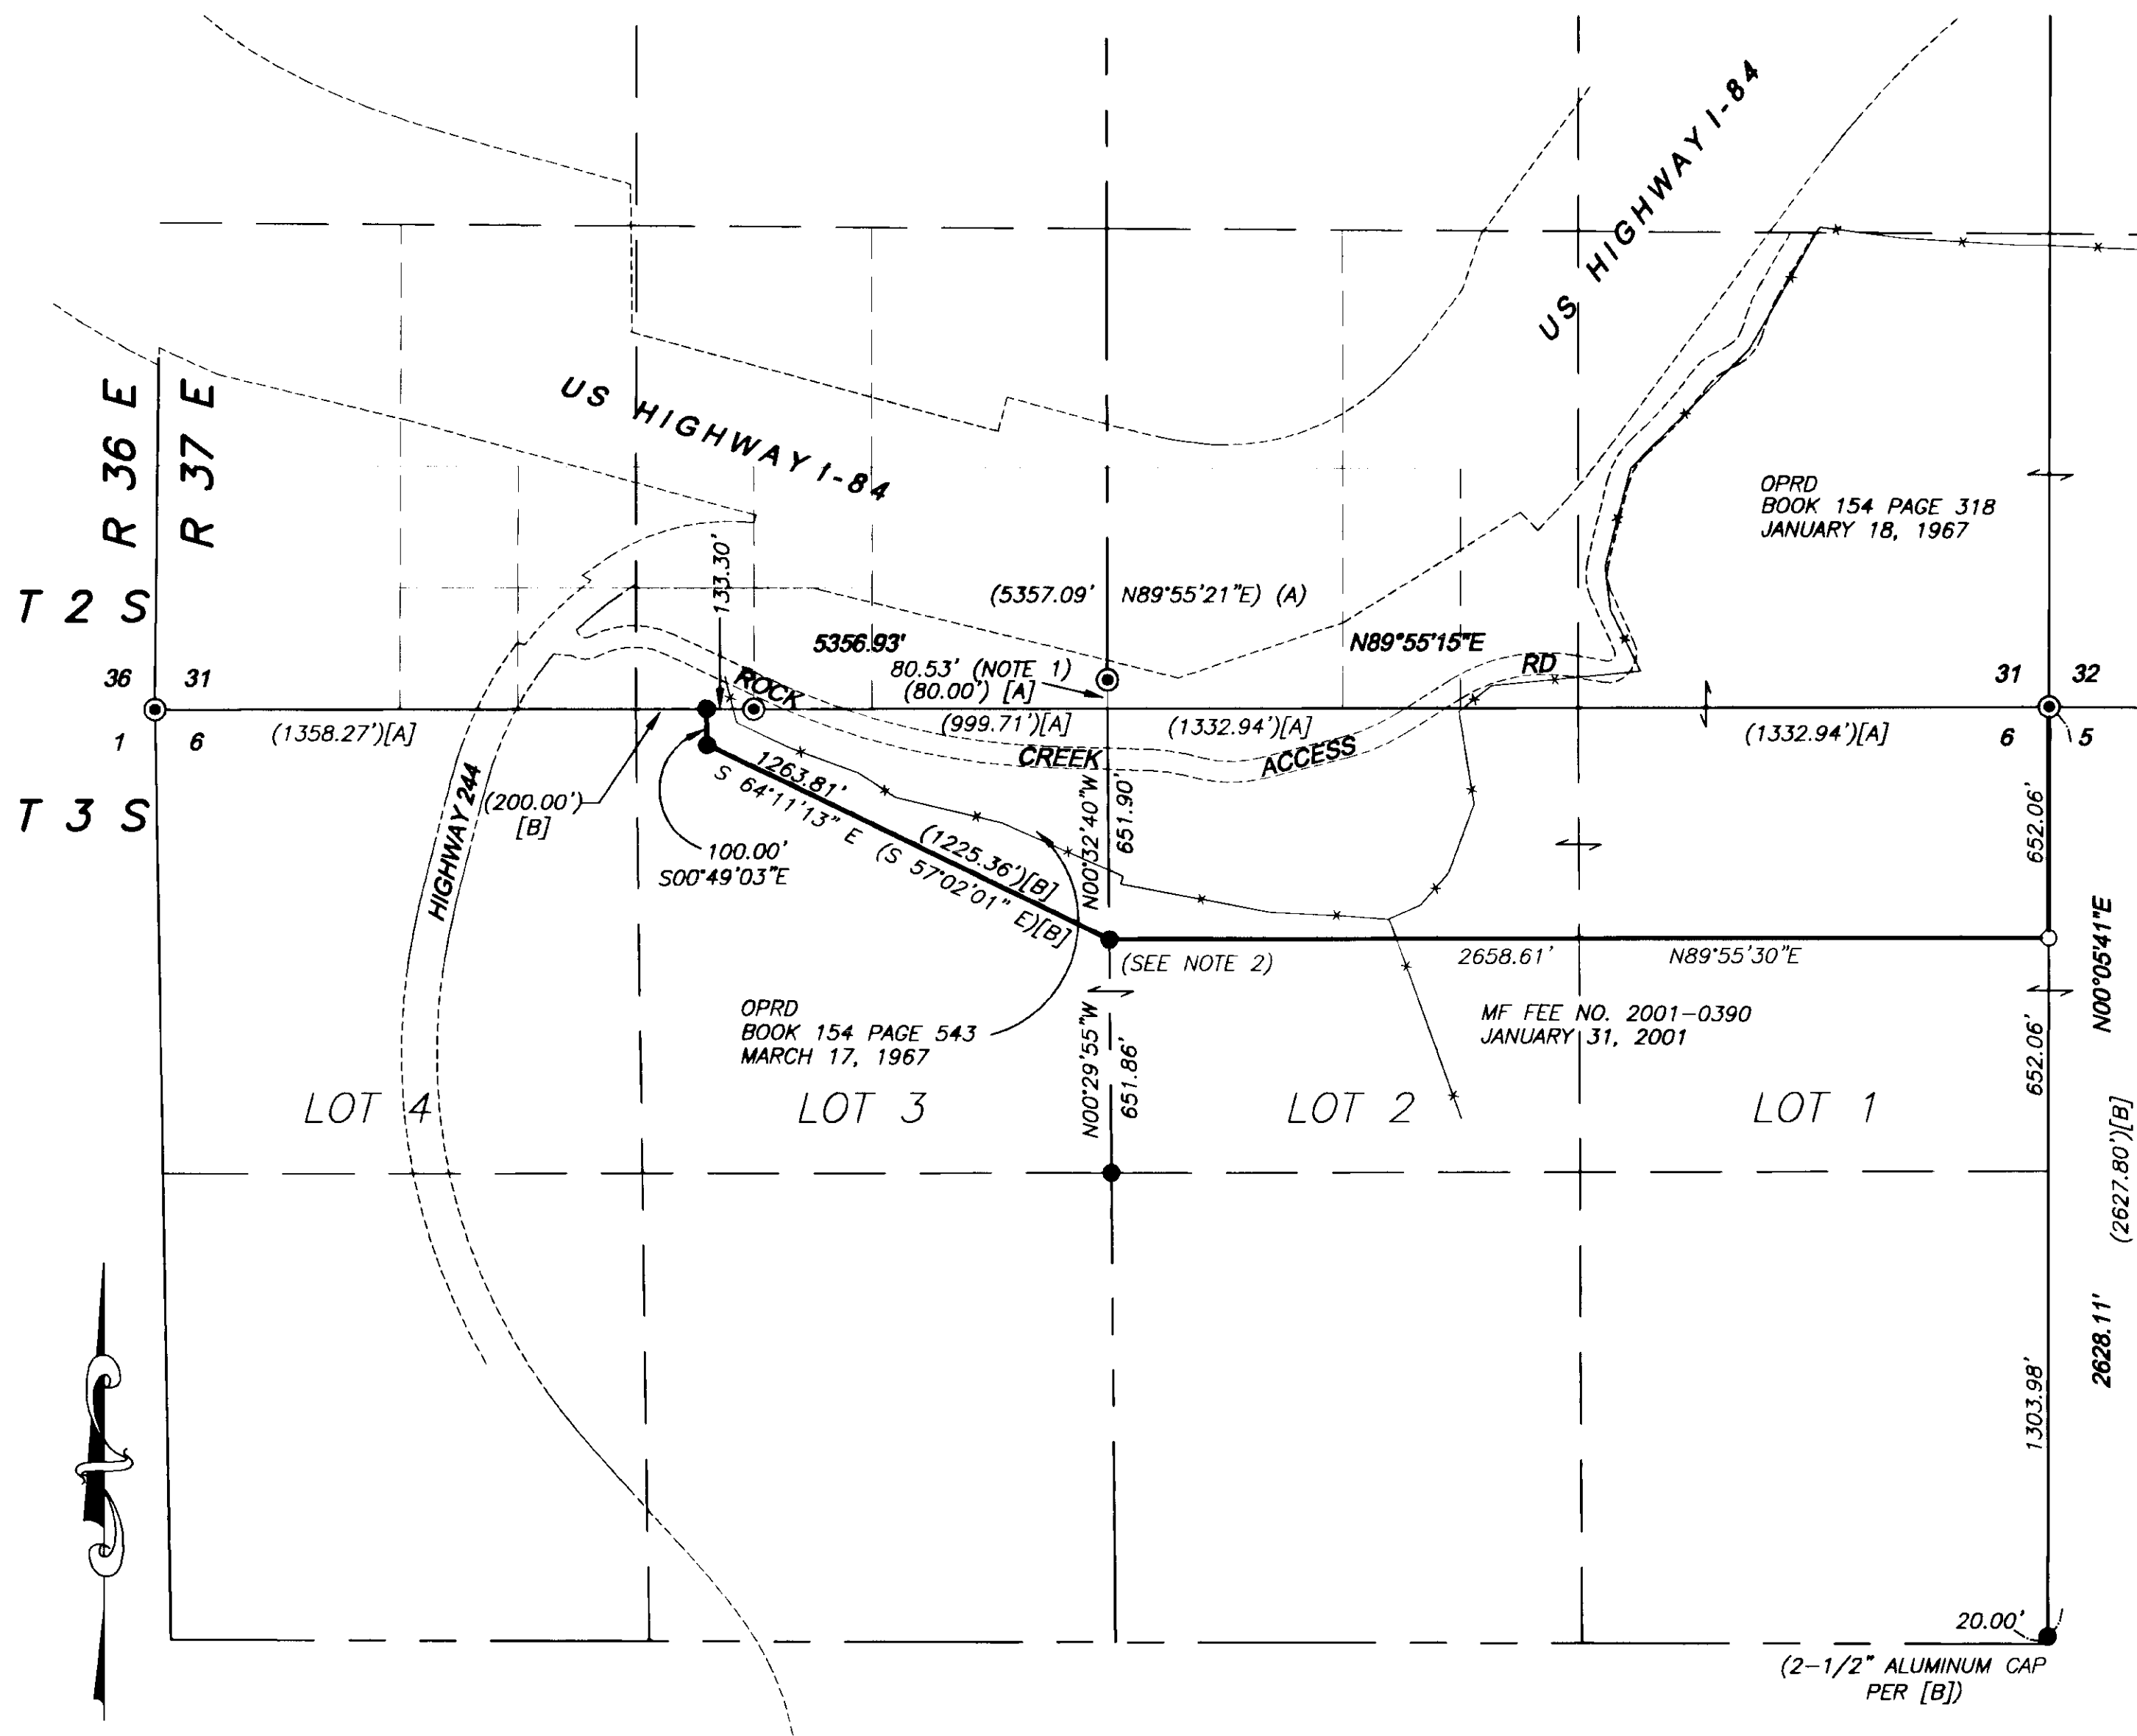 US HIGHWAY I-84
US HIGHWAY I-84
R 36 E
R 37 E
OPRD
BOOK 154 PAGE 318
JANUARY 18, 1967
T 2 S
133.30'
(5357.09' N89°55'21"E) (A)
5356.93'
N89°55'15"E
80.53' (NOTE 1)
(80.00') [A]
36 31
31 32
ROCK
RD
(1358.27')[A]
(999.71')[A]
(1332.94')[A]
(1332.94')[A]
1 6
6 5
CREEK
ACCESS
T 3 S
HIGHWAY 244
(200.00')
[B]
1263.81'
S 64°11'13" E
(1225.36')[B]
(S 57°02'01" E)[B]
100.00'
S00°49'03"E
N00°32'40"W
651.90'
652.06'
N00°05'41"E
(SEE NOTE 2)
2658.61'
N89°55'30"E
OPRD
BOOK 154 PAGE 543
MARCH 17, 1967
MF FEE NO. 2001-0390
JANUARY 31, 2001
N00°29'55"W
651.86'
652.06'
(2627.80')[B]
LOT 4
LOT 3
LOT 2
LOT 1
2628.11'
1303.98'
20.00'
(2-1/2" ALUMINUM CAP
PER [B])